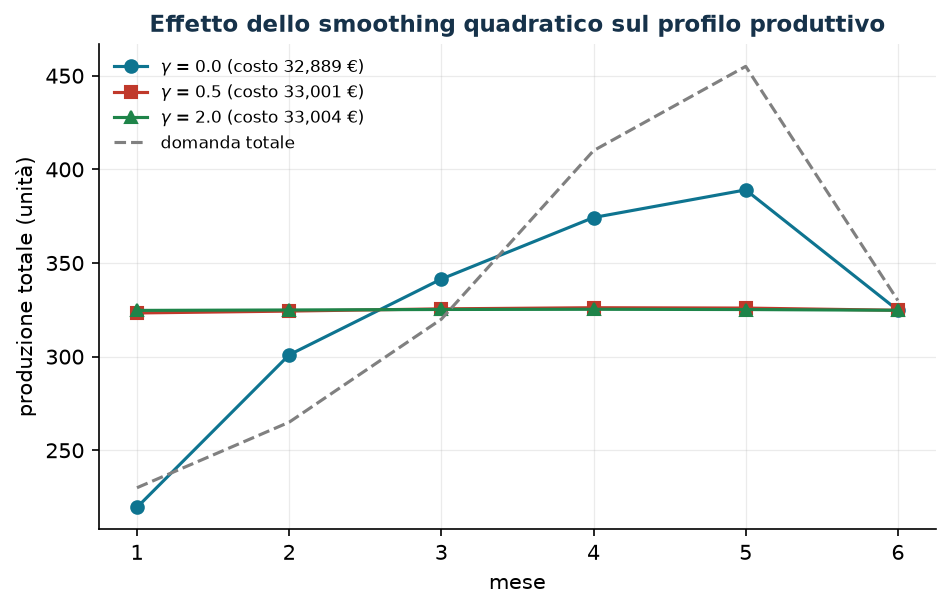 Effetto dello smoothing quadratico sul profilo produttivo
γ = 0.0 (costo 32,889 €)
γ = 0.5 (costo 33,001 €)
γ = 2.0 (costo 33,004 €)
domanda totale
produzione totale (unità)
450
400
350
300
250
1 2 3 4 5 6
mese